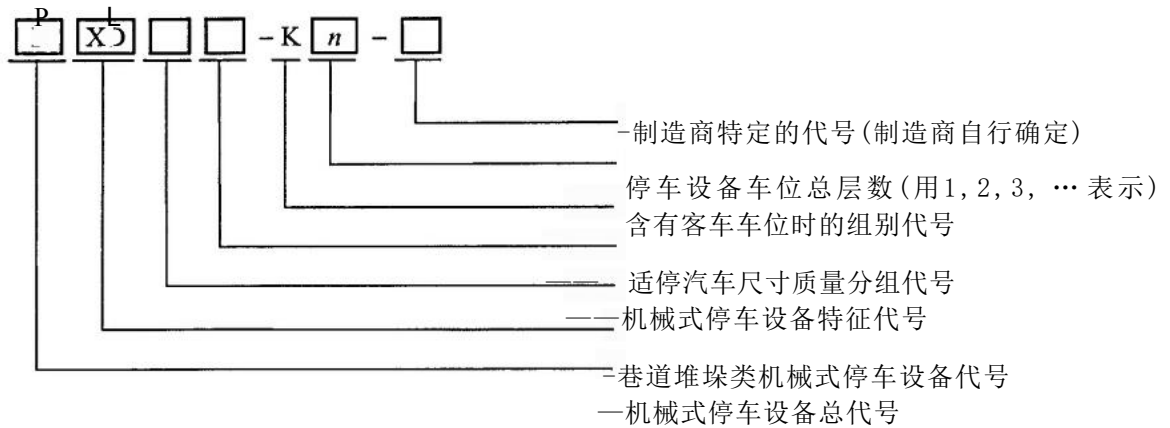 P L
XD - K n -
-制造商特定的代号(制造商自行确定)
停车设备车位总层数(用1,2,3, … 表示)
含有客车车位时的组别代号
—— 适停汽车尺寸质量分组代号
——机械式停车设备特征代号
-巷道堆垛类机械式停车设备代号
—机械式停车设备总代号